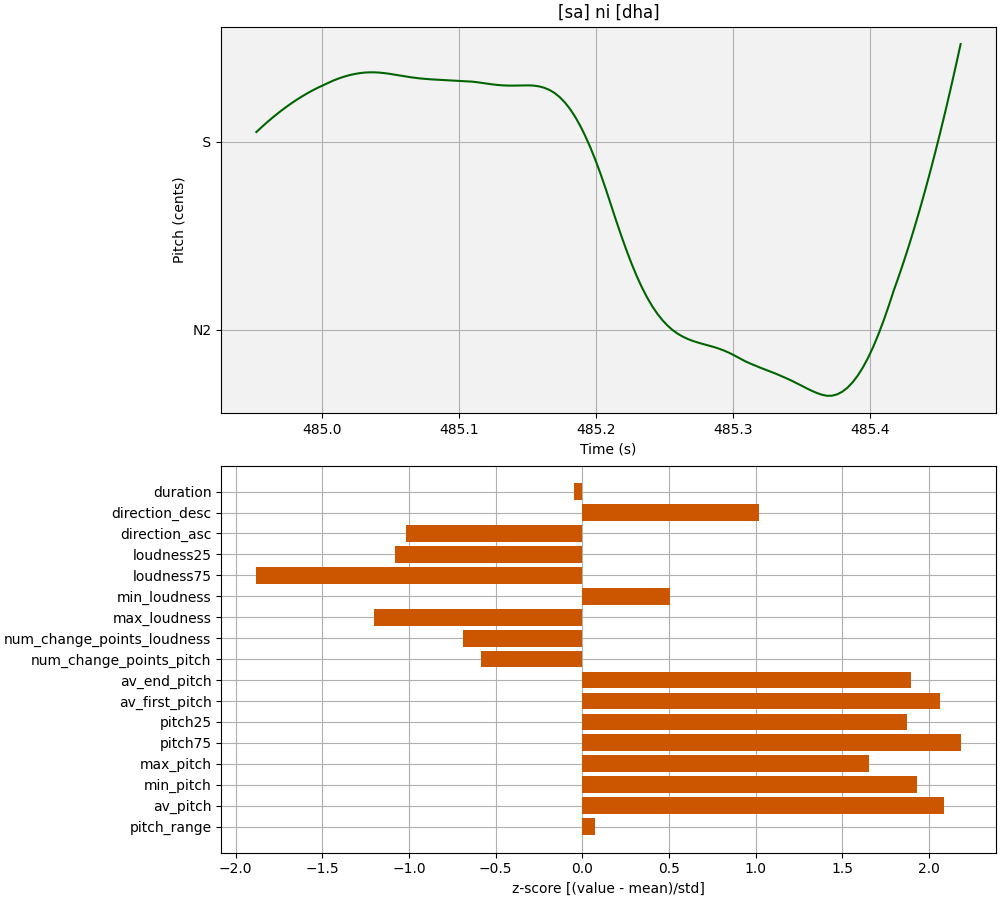 [sa] ni [dha]
Pitch (cents)
S
N2
485.0 485.1 485.2 485.3 485.4
Time (s)
duration
direction_desc
direction_asc
loudness25
loudness75
min_loudness
max_loudness
num_change_points_loudness
num_change_points_pitch
av_end_pitch
av_first_pitch
pitch25
pitch75
max_pitch
min_pitch
av_pitch
pitch_range
−2.0 −1.5 −1.0 −0.5 0.0 0.5 1.0 1.5 2.0
z-score [(value - mean)/std]